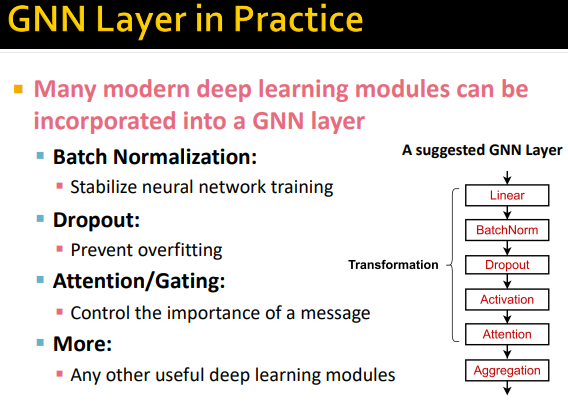 GNN Layer in Practice
Many modern deep learning modules can be
incorporated into a GNN layer
Batch Normalization:
Stabilize neural network training
Dropout:
Prevent overfitting
Attention/Gating:
Control the importance of a message
More:
Any other useful deep learning modules
A suggested GNN Layer
Transformation
Linear
BatchNorm
Dropout
Activation
Attention
Aggregation